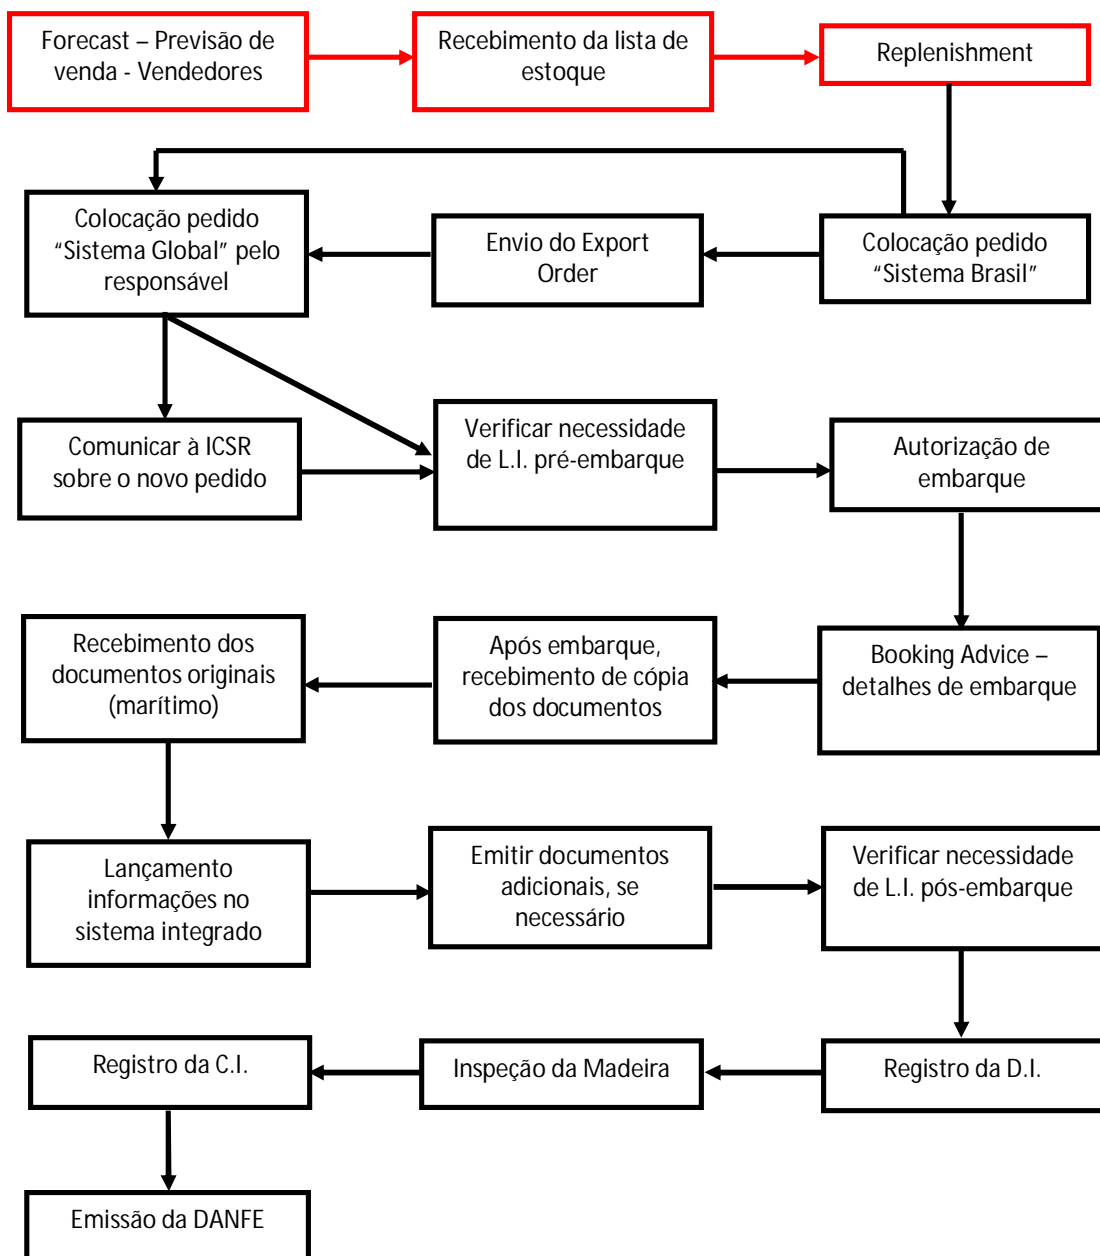 Forecast – Previsão de
venda - Vendedores
Recebimento da lista de
estoque
Replenishment
Colocação pedido
“Sistema Global” pelo
responsável
Envio do Export
Order
Colocação pedido
“Sistema Brasil”
Comunicar à ICSR
sobre o novo pedido
Verificar necessidade
de L.I. pré-embarque
Autorização de
embarque
Recebimento dos
documentos originais
(marítimo)
Após embarque,
recebimento de cópia
dos documentos
Booking Advice –
detalhes de embarque
Lançamento
informações no
sistema integrado
Emitir documentos
adicionais, se
necessário
Verificar necessidade
de L.I. pós-embarque
Registro da C.I.
Inspeção da Madeira
Registro da D.I.
Emissão da DANFE